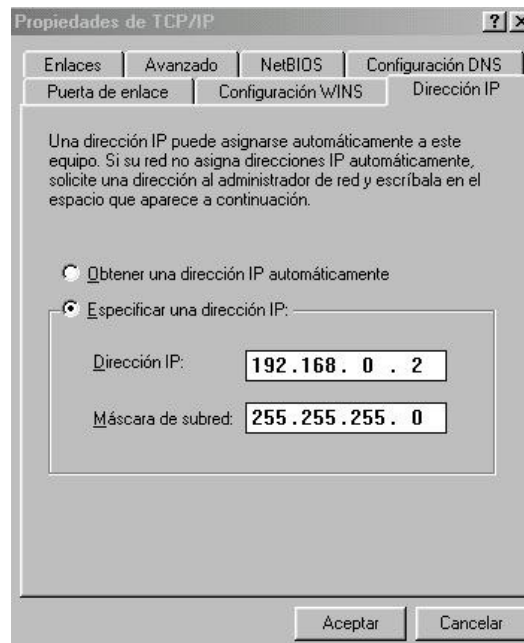 Propiedades de TCP/IP
Enlaces Avanzado NetBIOS Configuración DNS
Puerta de enlace Configuración WINS Dirección IP
Una dirección IP puede asignarse automáticamente a este
equipo. Si su red no asigna direcciones IP automáticamente,
solicite una dirección al administrador de red y escríbala en el
espacio que aparece a continuación.
Obtener una dirección IP automáticamente
Especificar una dirección IP:
Dirección IP: 192.168. 0 . 2
Máscara de subred: 255.255.255. 0
Aceptar Cancelar